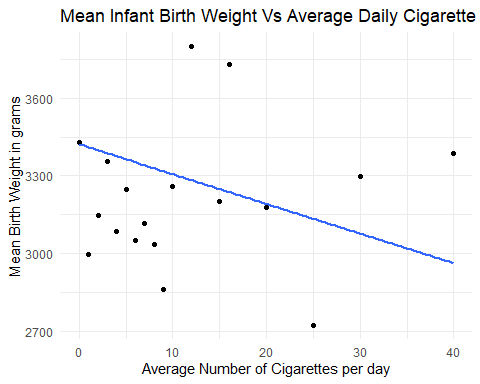 Mean Infant Birth Weight Vs Average Daily Cigarette
Mean Birth Weight in grams
3600
3300
3000
2700
0 10 20 30 40
Average Number of Cigarettes per day